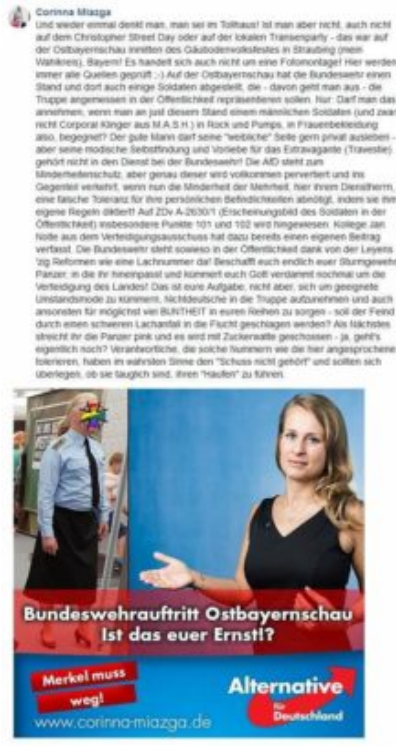 Corinna Miazga
Und wieder einmal denkt man, man sei im Tollhaus! Ist man aber nicht, auch nicht
auf dem Christopher Street Day oder auf der lokalen Transenparty - das war auf
der Ostbayernschau inmitten des Gäubodenvolksfestes in Straubing (mein
Wahlkreis), Bayern! Es handelt sich auch nicht um eine Fotomontage! Hier werden
immer alle Quellen geprüft ;-) Auf der Ostbayernschau hat die Bundeswehr einen
Stand und dort auch einige Soldaten abgestellt, die - davon geht man aus - die
Truppe angemessen in der Öffentlichkeit repräsentieren sollen. Nur: Darf man das
annehmen, wenn man an just diesem Stand einem männlichen Soldaten (und zwar
nicht Corporal Klinger aus M.A.S.H.) in Rock und Pumps, in Frauenbekleidung
also, begegnet? Der gute Mann darf seine "weibliche" Seite gern privat ausleben -
aber seine modische Selbstfindung und Vorliebe für das Extravagante (Travestie)
gehört nicht in den Dienst bei der Bundeswehr! Die AfD steht zum
Minderheitenschutz, aber genau dieser wird vollkommen pervertiert und ins
Gegenteil verkehrt, wenn nun die Minderheit der Mehrheit, hier ihrem Dienstherrn,
eine falsche Toleranz für ihre persönlichen Befindlichkeiten abnötigt, indem sie ihm
eigene Regeln diktiert! Auf ZDv A-2630/1 (Erscheinungsbild des Soldaten in der
Öffentlichkeit) insbesondere Punkte 101 und 102 wird hingewiesen. Kollege Jan
Nolte aus dem Verteidigungsausschuss hat dazu bereits einen eigenen Beitrag
verfasst. Die Bundeswehr steht sowieso in der Öffentlichkeit dank von der Leyens
'zig Reformen wie eine Lachnummer da! Beschafft euch endlich euer Sturmgewehr,
Panzer, in die ihr hineinpasst und kümmert euch Gott verdammt nochmal um die
Verteidigung des Landes! Das ist eure Aufgabe, nicht aber, sich um geeignete
Umstandsmode zu kümmern, Nichtdeutsche in die Truppe aufzunehmen und auch
ansonsten für möglichst viel BUNTHEIT in euren Reihen zu sorgen - soll der Feind
durch einen schweren Lachanfall in die Flucht geschlagen werden? Als Nächstes
streicht ihr die Panzer pink und es wird mit Zuckerwatte geschossen - ja, geht's
eigentlich noch? Verantwortliche, die solche Nummern wie die hier angesprochene
tolerieren, haben im wahrsten Sinne den "Schuss nicht gehört" und sollten sich
überlegen, ob sie tauglich sind, ihren "Haufen" zu führen.
Bundeswehrauftritt Ostbayernschau
Ist das euer Ernst!?
Merkel muss
weg!
www.corinna-miazga.de
Alternative
für
Deutschland